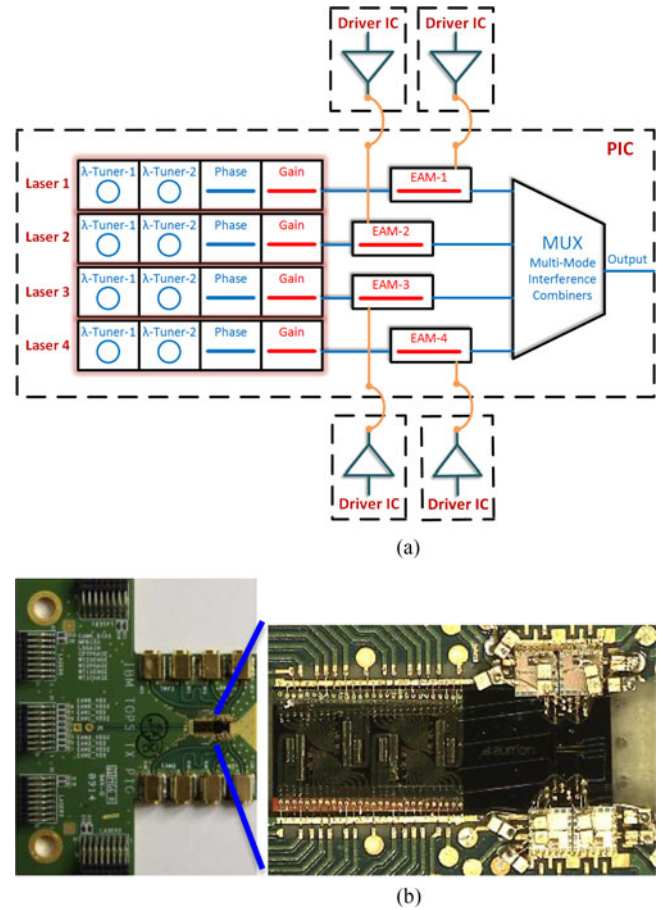 Driver IC Driver IC
PIC
Laser 1 λ-Tuner-1 λ-Tuner-2 Phase Gain EAM-1
Laser 2 λ-Tuner-1 λ-Tuner-2 Phase Gain EAM-2
MUX
Multi-Mode
Interference
Combiners
Output
Laser 3 λ-Tuner-1 λ-Tuner-2 Phase Gain EAM-3
Laser 4 λ-Tuner-1 λ-Tuner-2 Phase Gain EAM-4
Driver IC Driver IC
(a)
IBM TOPS TX PIC
0914
aurrion
(b)